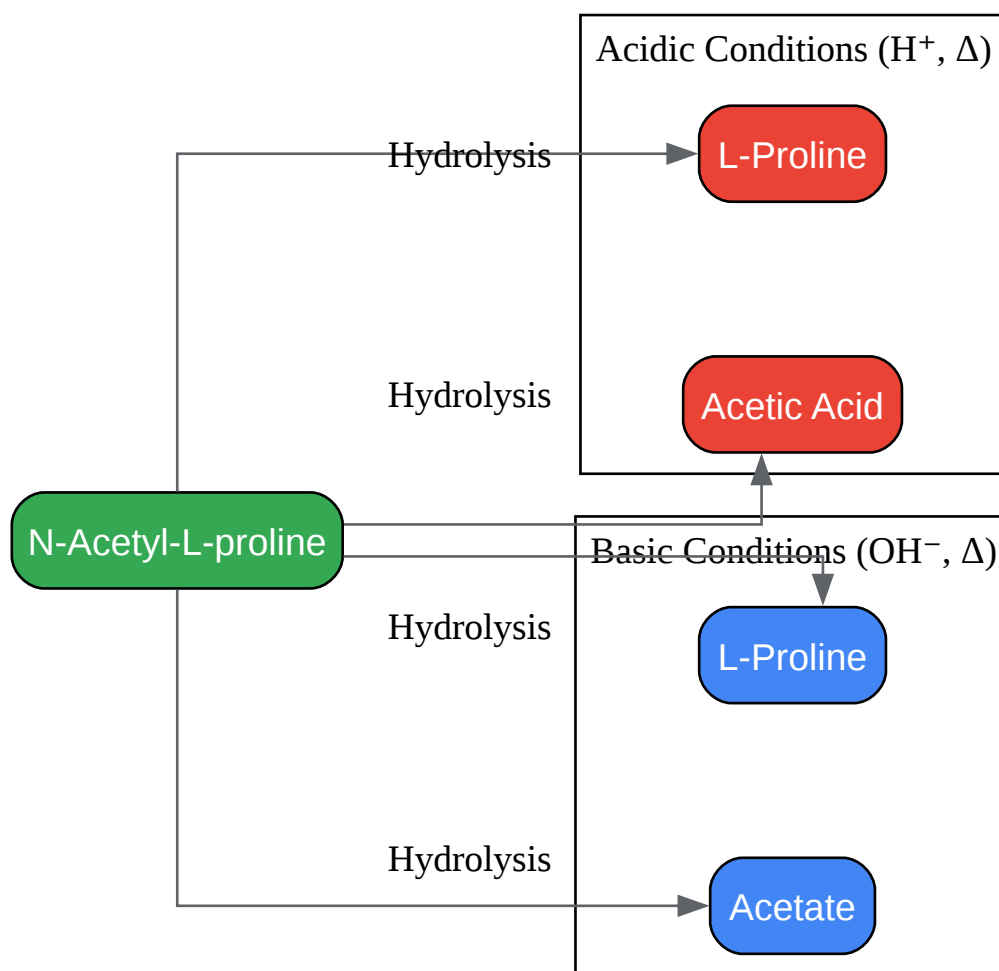 Acidic Conditions (H⁺, Δ)
Hydrolysis
L-Proline
Hydrolysis
Acetic Acid
N-Acetyl-L-proline
Basic Conditions (OH⁻, Δ)
Hydrolysis
L-Proline
Hydrolysis
Acetate